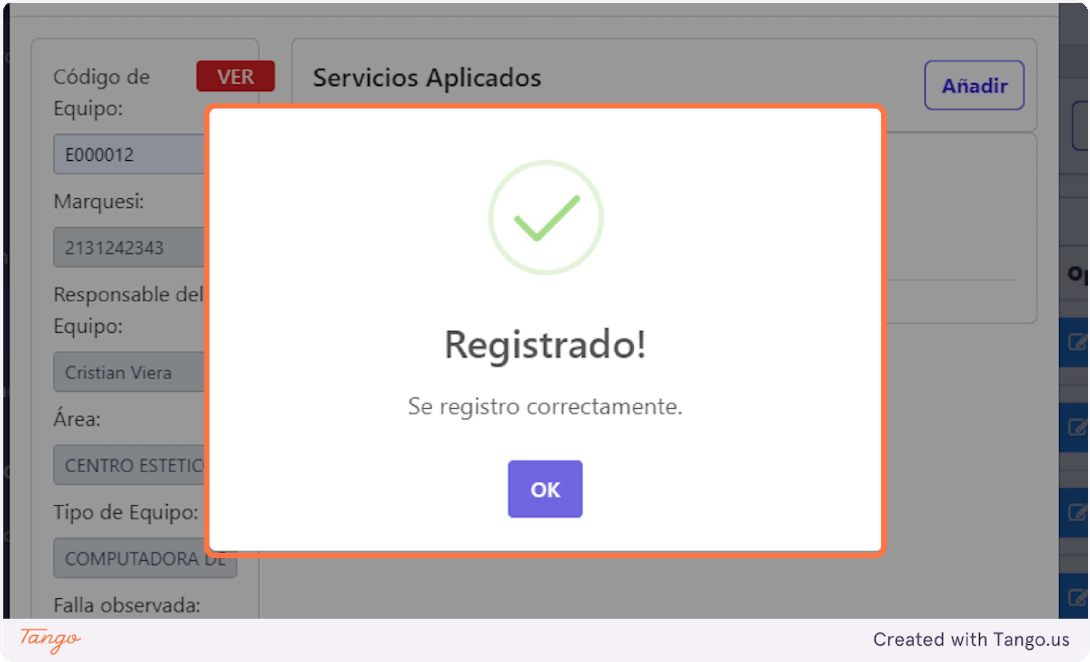 Código de
Equipo:
VER
E000012
Marquesi:
2131242343
Responsable del
Equipo:
Cristian Viera
Área:
CENTRO ESTETIC
Tipo de Equipo:
COMPUTADORA DE
Falla observada:
Servicios Aplicados
Añadir
Registrado!
Se registro correctamente.
OK
Op
Tango
Created with Tango.us